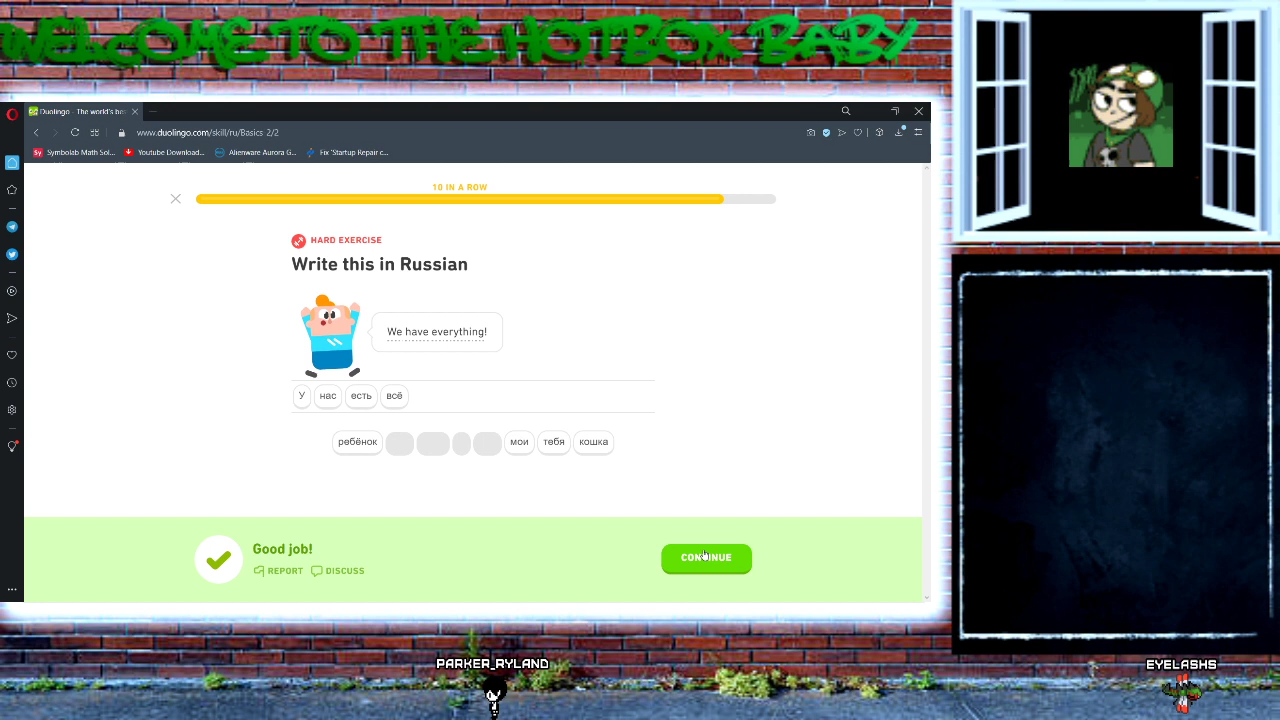 WELCOME TO THE HOTBOX BABY
Duolingo - The world's be
www.duolingo.com/skill/ru/Basics-2/2
Sy Symbolab Math Sol...
Youtube Download...
Alienware Aurora G...
Fix 'Startup Repair c...
10 IN A ROW
HARD EXERCISE
Write this in Russian
We have everything!
У нас есть всё
ребёнок мои тебя кошка
Good job!
REPORT DISCUSS
CONTINUE
PARKER_RYLAND
EYELASHS